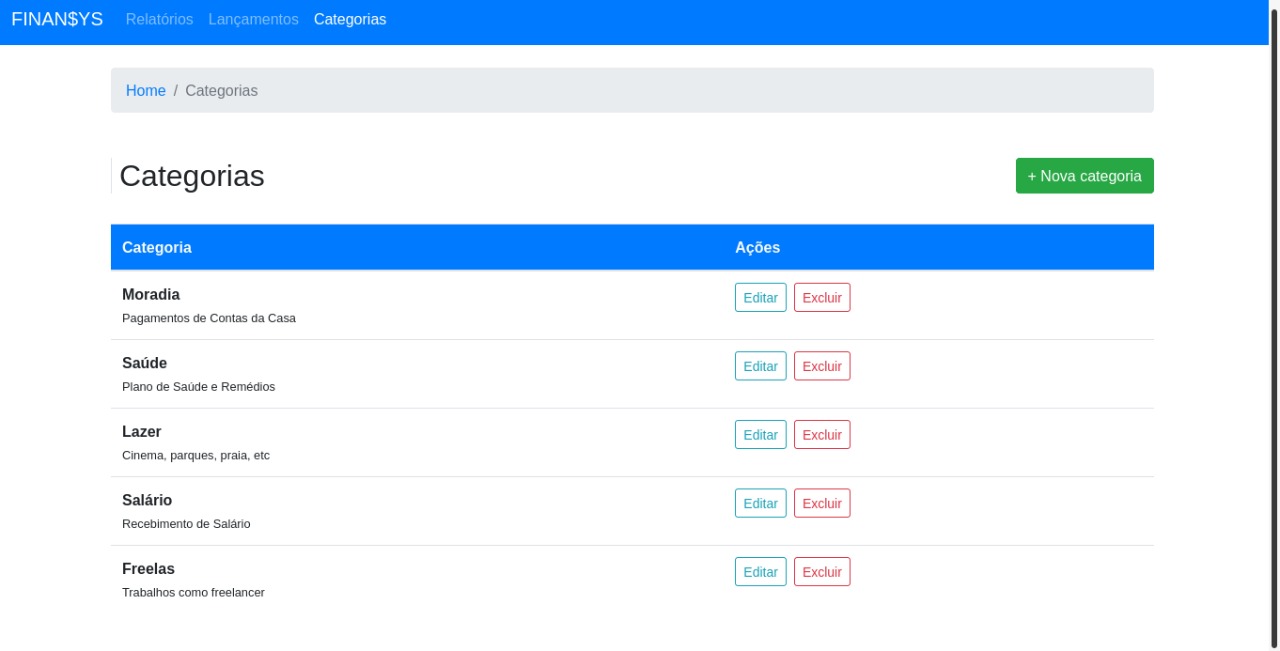 FINAN$YS Relatórios Lançamentos Categorias
Home / Categorias
Categorias
+ Nova categoria
Categoria Ações
Moradia
Pagamentos de Contas da Casa
Editar Excluir
Saúde
Plano de Saúde e Remédios
Editar Excluir
Lazer
Cinema, parques, praia, etc
Editar Excluir
Salário
Recebimento de Salário
Editar Excluir
Freelas
Trabalhos como freelancer
Editar Excluir